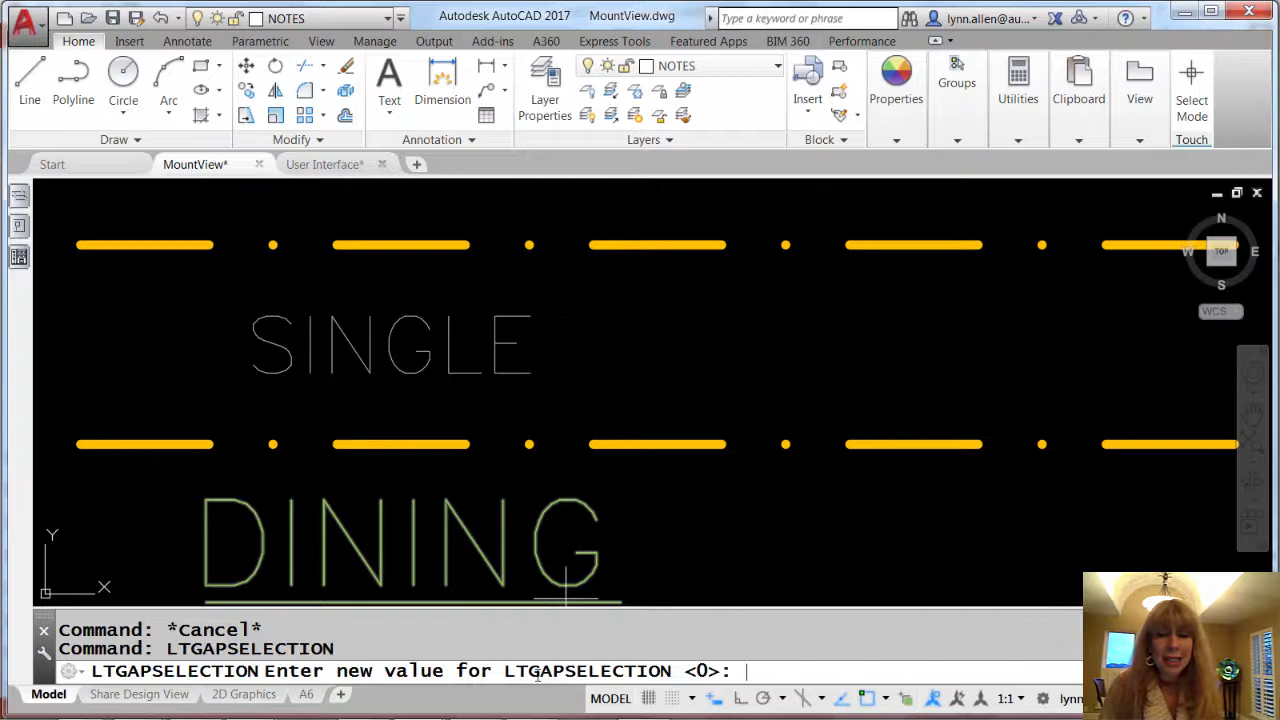 NOTES
Autodesk AutoCAD 2017 MountView.dwg
Type a keyword or phrase
lynn.allen@au...
Home Insert Annotate Parametric View Manage Output Add-ins A360 Express Tools Featured Apps BIM 360 Performance
NOTES
Line Polyline Circle Arc
Text Dimension
Layer Properties
Insert
Properties Groups Utilities Clipboard View
Select Mode
Draw Modify Annotation Layers Block Touch
Start MountView* User Interface*
N
W TOP E
S
WCS
SINGLE
DINING
Y
X
Command: *Cancel*
Command: LTGAPSELECTION
LTGAPSELECTION Enter new value for LTGAPSELECTION <0>:
Model Share Design View 2D Graphics A6
MODEL 1:1 lynn